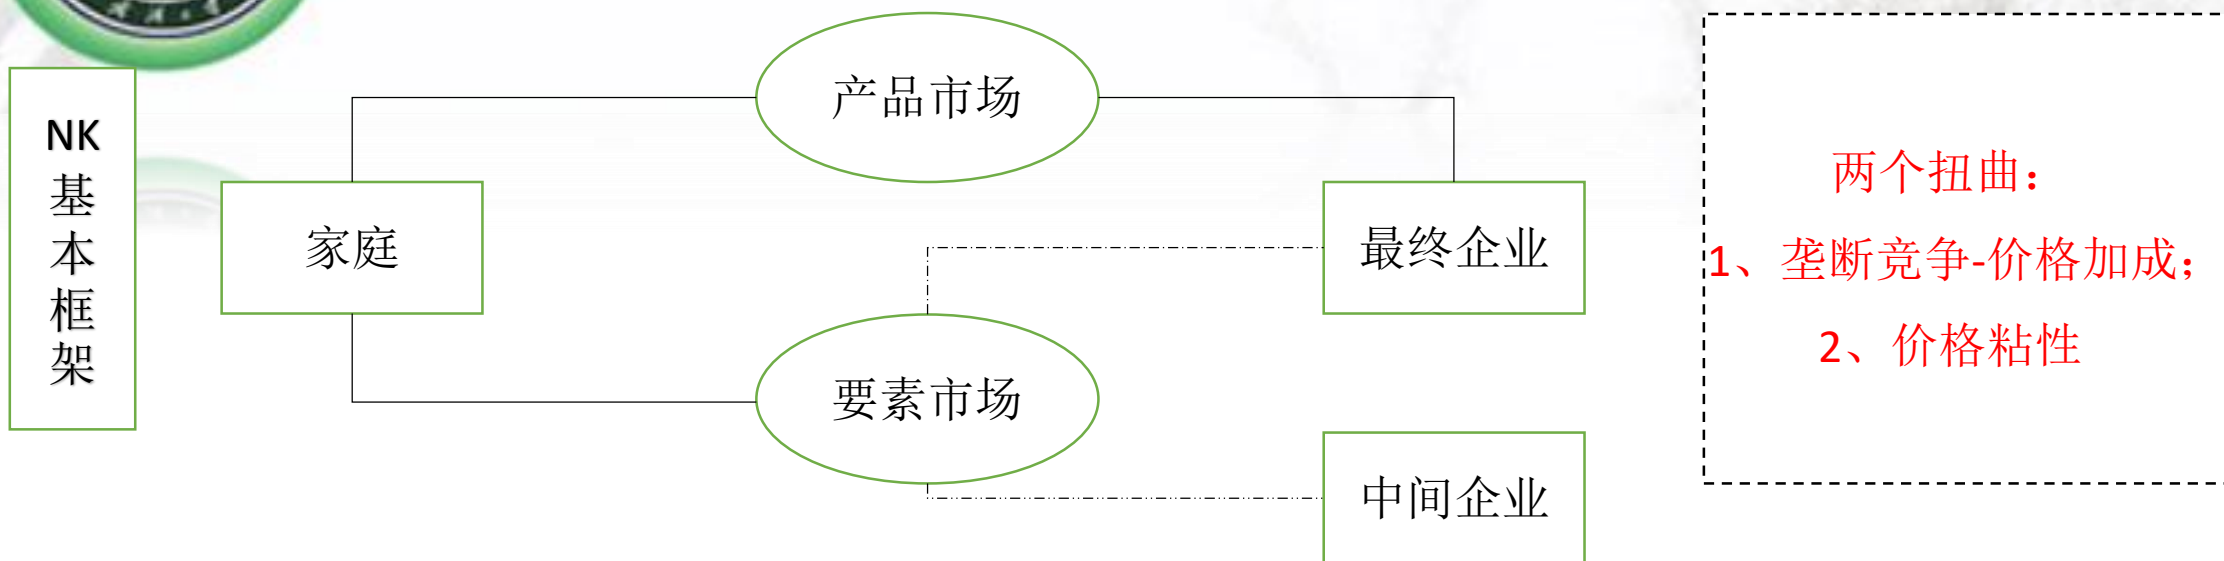 NK
基
本
框
架
产品市场
家庭
最终企业
要素市场
中间企业
两个扭曲：
1、垄断竞争-价格加成；
2、价格粘性